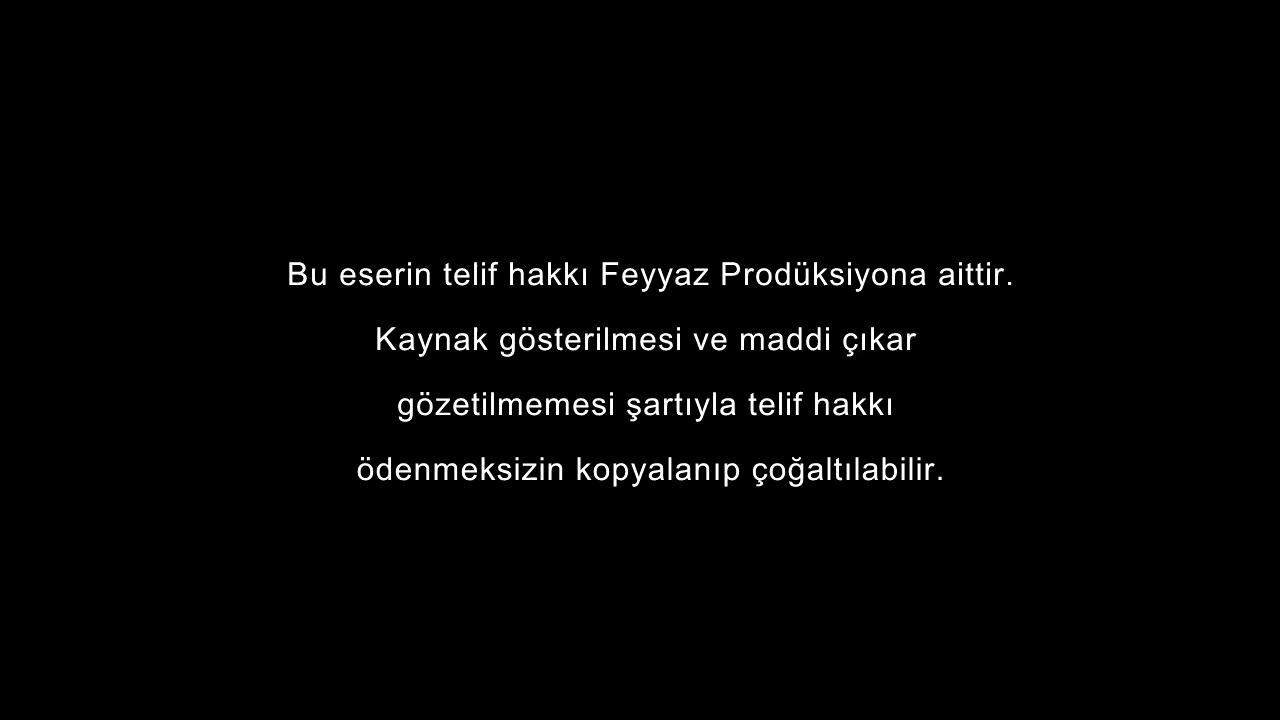 Bu eserin telif hakkı Feyyaz Prodüksiyona aittir.
Kaynak gösterilmesi ve maddi çıkar
gözetilmemesi şartıyla telif hakkı
ödenmeksizin kopyalanıp çoğaltılabilir.